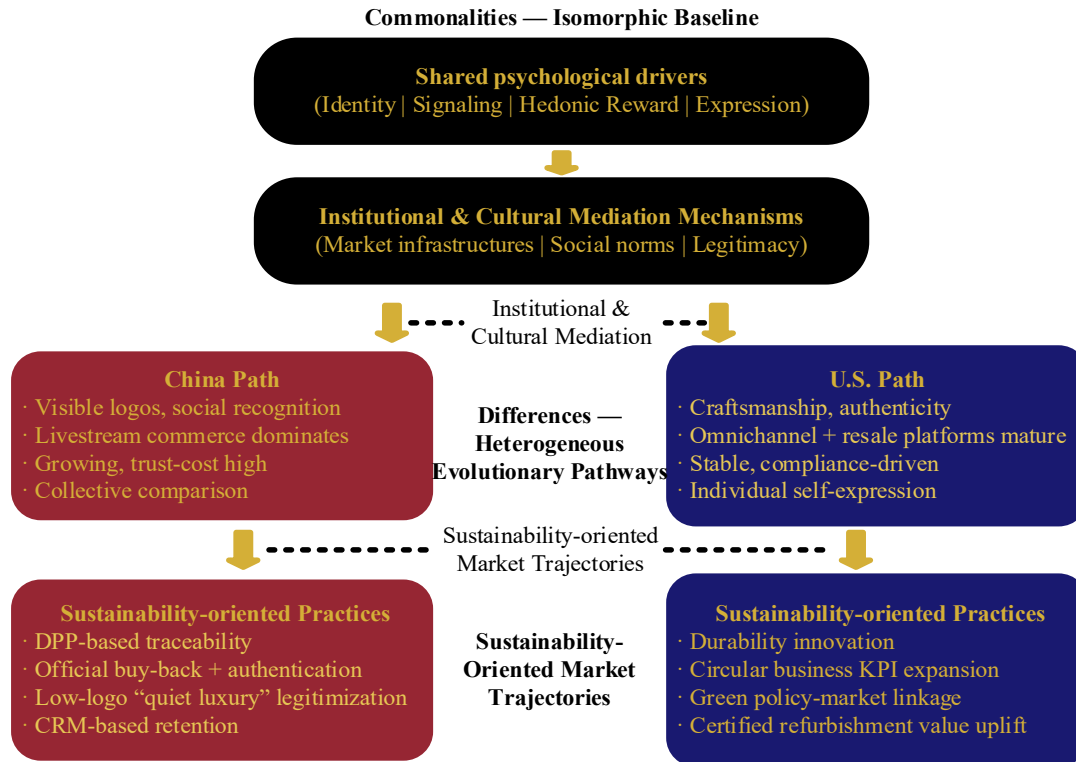 Commonalities — Isomorphic Baseline
Shared psychological drivers
(Identity | Signaling | Hedonic Reward | Expression)
Institutional & Cultural Mediation Mechanisms
(Market infrastructures | Social norms | Legitimacy)
Institutional &
Cultural Mediation
China Path
· Visible logos, social recognition
· Livestream commerce dominates
· Growing, trust-cost high
· Collective comparison
Differences —
Heterogeneous
Evolutionary Pathways
U.S. Path
· Craftsmanship, authenticity
· Omnichannel + resale platforms mature
· Stable, compliance-driven
· Individual self-expression
Sustainability-oriented
Market Trajectories
Sustainability-oriented Practices
· DPP-based traceability
· Official buy-back + authentication
· Low-logo “quiet luxury” legitimization
· CRM-based retention
Sustainability-
Oriented Market
Trajectories
Sustainability-oriented Practices
· Durability innovation
· Circular business KPI expansion
· Green policy-market linkage
· Certified refurbishment value uplift